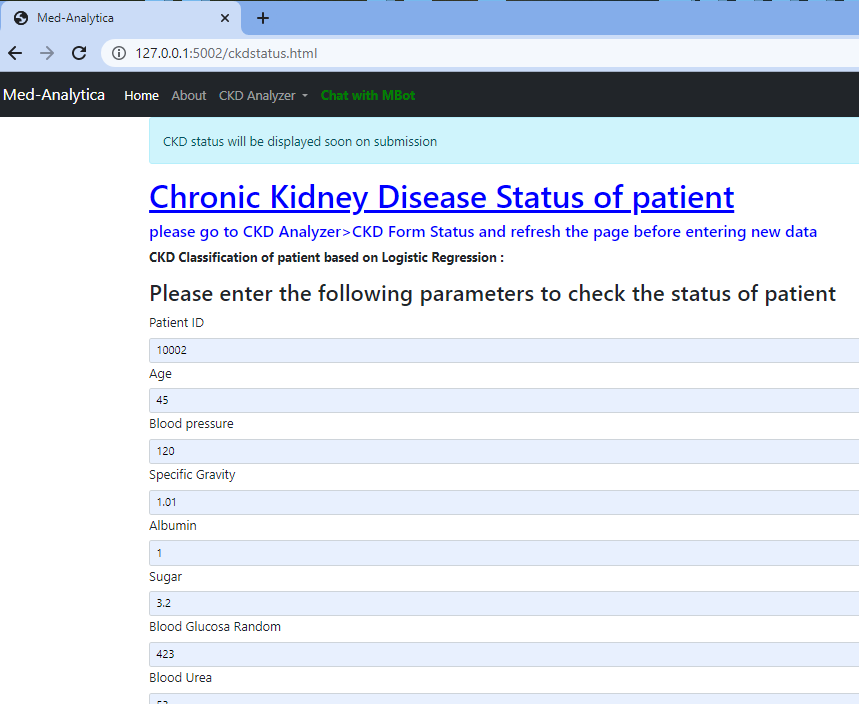 Med-Analytica
127.0.0.1:5002/ckdstatus.html
Med-Analytica Home About CKD Analyzer Chat with MBot
CKD status will be displayed soon on submission
Chronic Kidney Disease Status of patient
please go to CKD Analyzer>CKD Form Status and refresh the page before entering new data
CKD Classification of patient based on Logistic Regression :
Please enter the following parameters to check the status of patient
Patient ID
10002
Age
45
Blood pressure
120
Specific Gravity
1.01
Albumin
1
Sugar
3.2
Blood Glucosa Random
423
Blood Urea